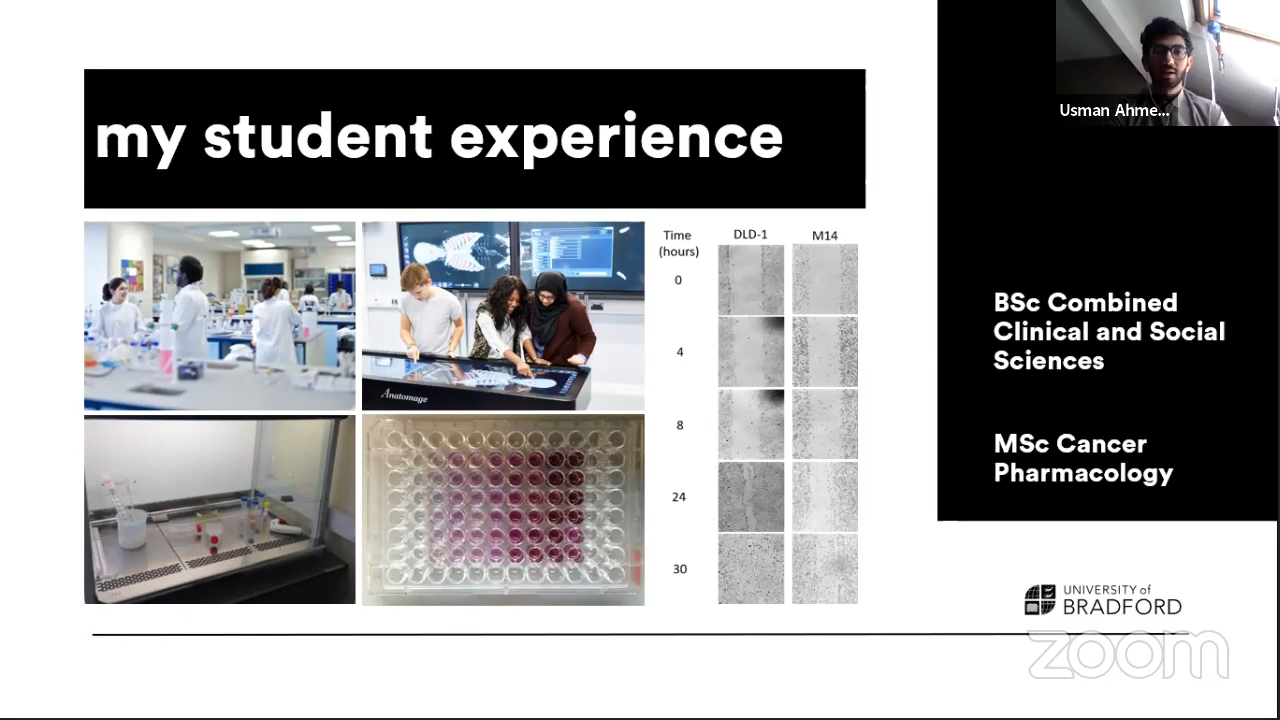 my student experience
Usman Ahme...
Anatomage
Time
(hours)
DLD-1
M14
0
4
8
24
30
BSc Combined
Clinical and Social
Sciences
MSc Cancer
Pharmacology
UNIVERSITY of
BRADFORD
zoom